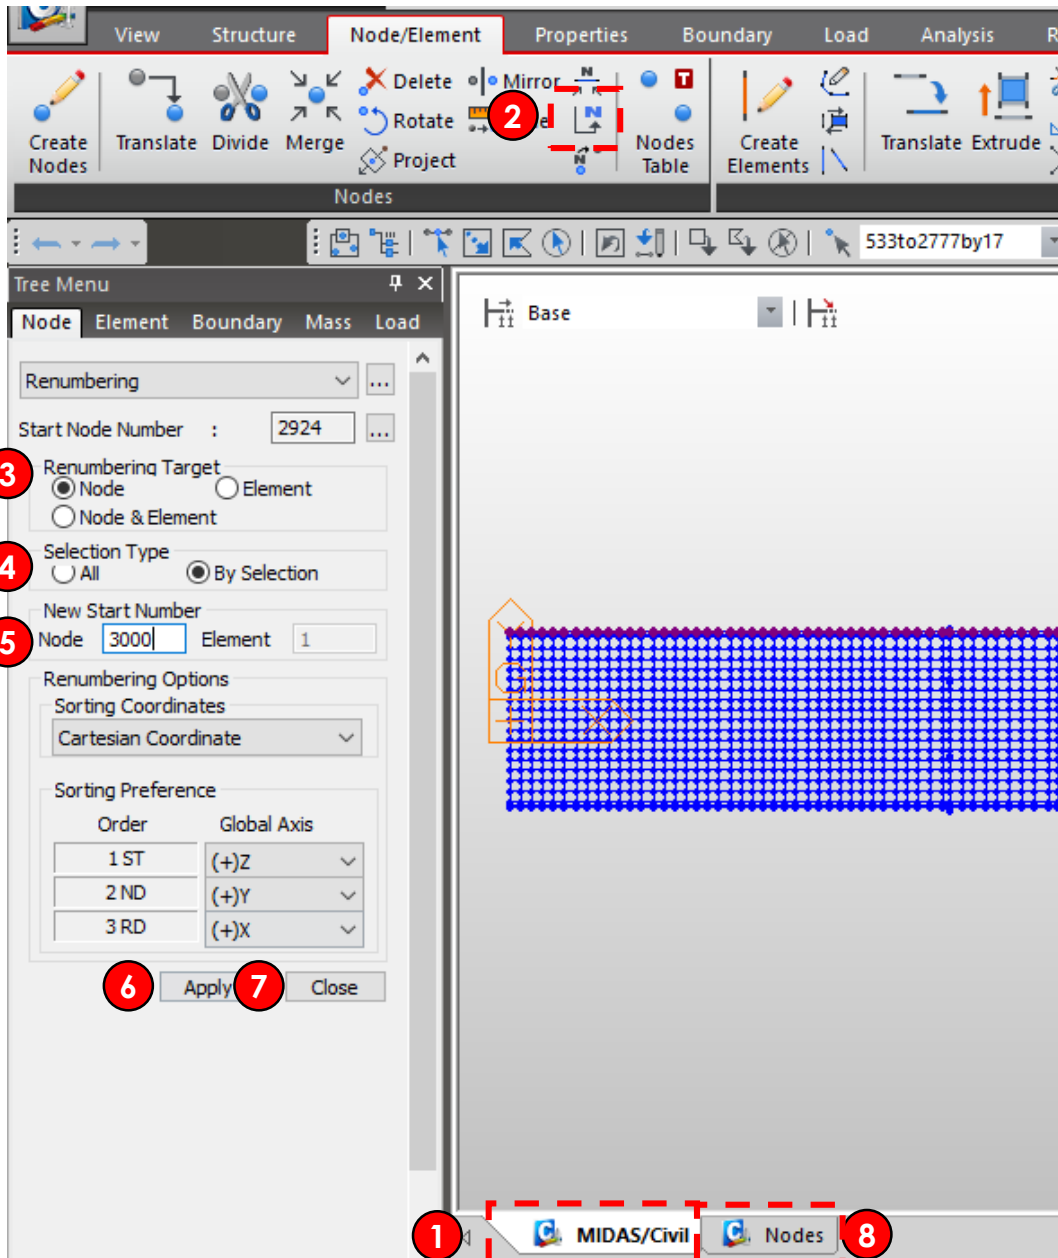 View Structure Node/Element Properties Boundary Load Analysis R
Delete Mirror N
2
N
T
Rotate
Create Nodes Translate Divide Merge Project N Nodes Table Create Elements Translate Extrude
Nodes
533to2777by17
Tree Menu
Node Element Boundary Mass Load
Base
Renumbering ...
Start Node Number : 2924 ...
3 Renumbering Target
Node Element
Node & Element
4 Selection Type
All By Selection
New Start Number
5 Node 3000 Element 1
Renumbering Options
Sorting Coordinates
Cartesian Coordinate
Sorting Preference
Order Global Axis
1 ST (+)Z
2 ND (+)Y
3 RD (+)X
6 Apply 7 Close
Y
G
X
1 MIDAS/Civil Nodes 8